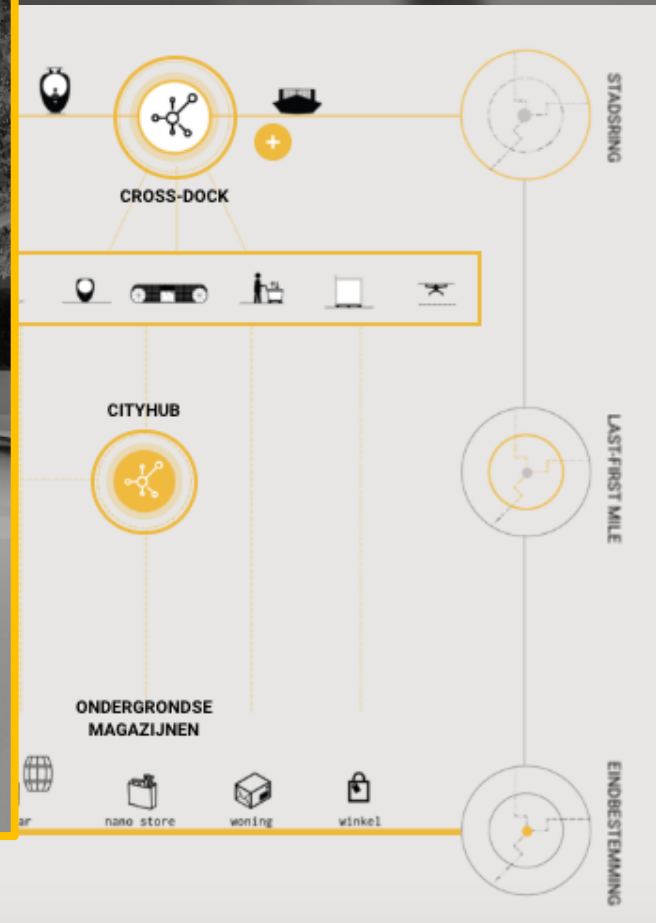 STADSRING
CROSS-DOCK
CITYHUB
LAST-FIRST MILE
ONDERGRONDSE
MAGAZIJNEN
nano store
woning
winkel
EINDBESTEMMING